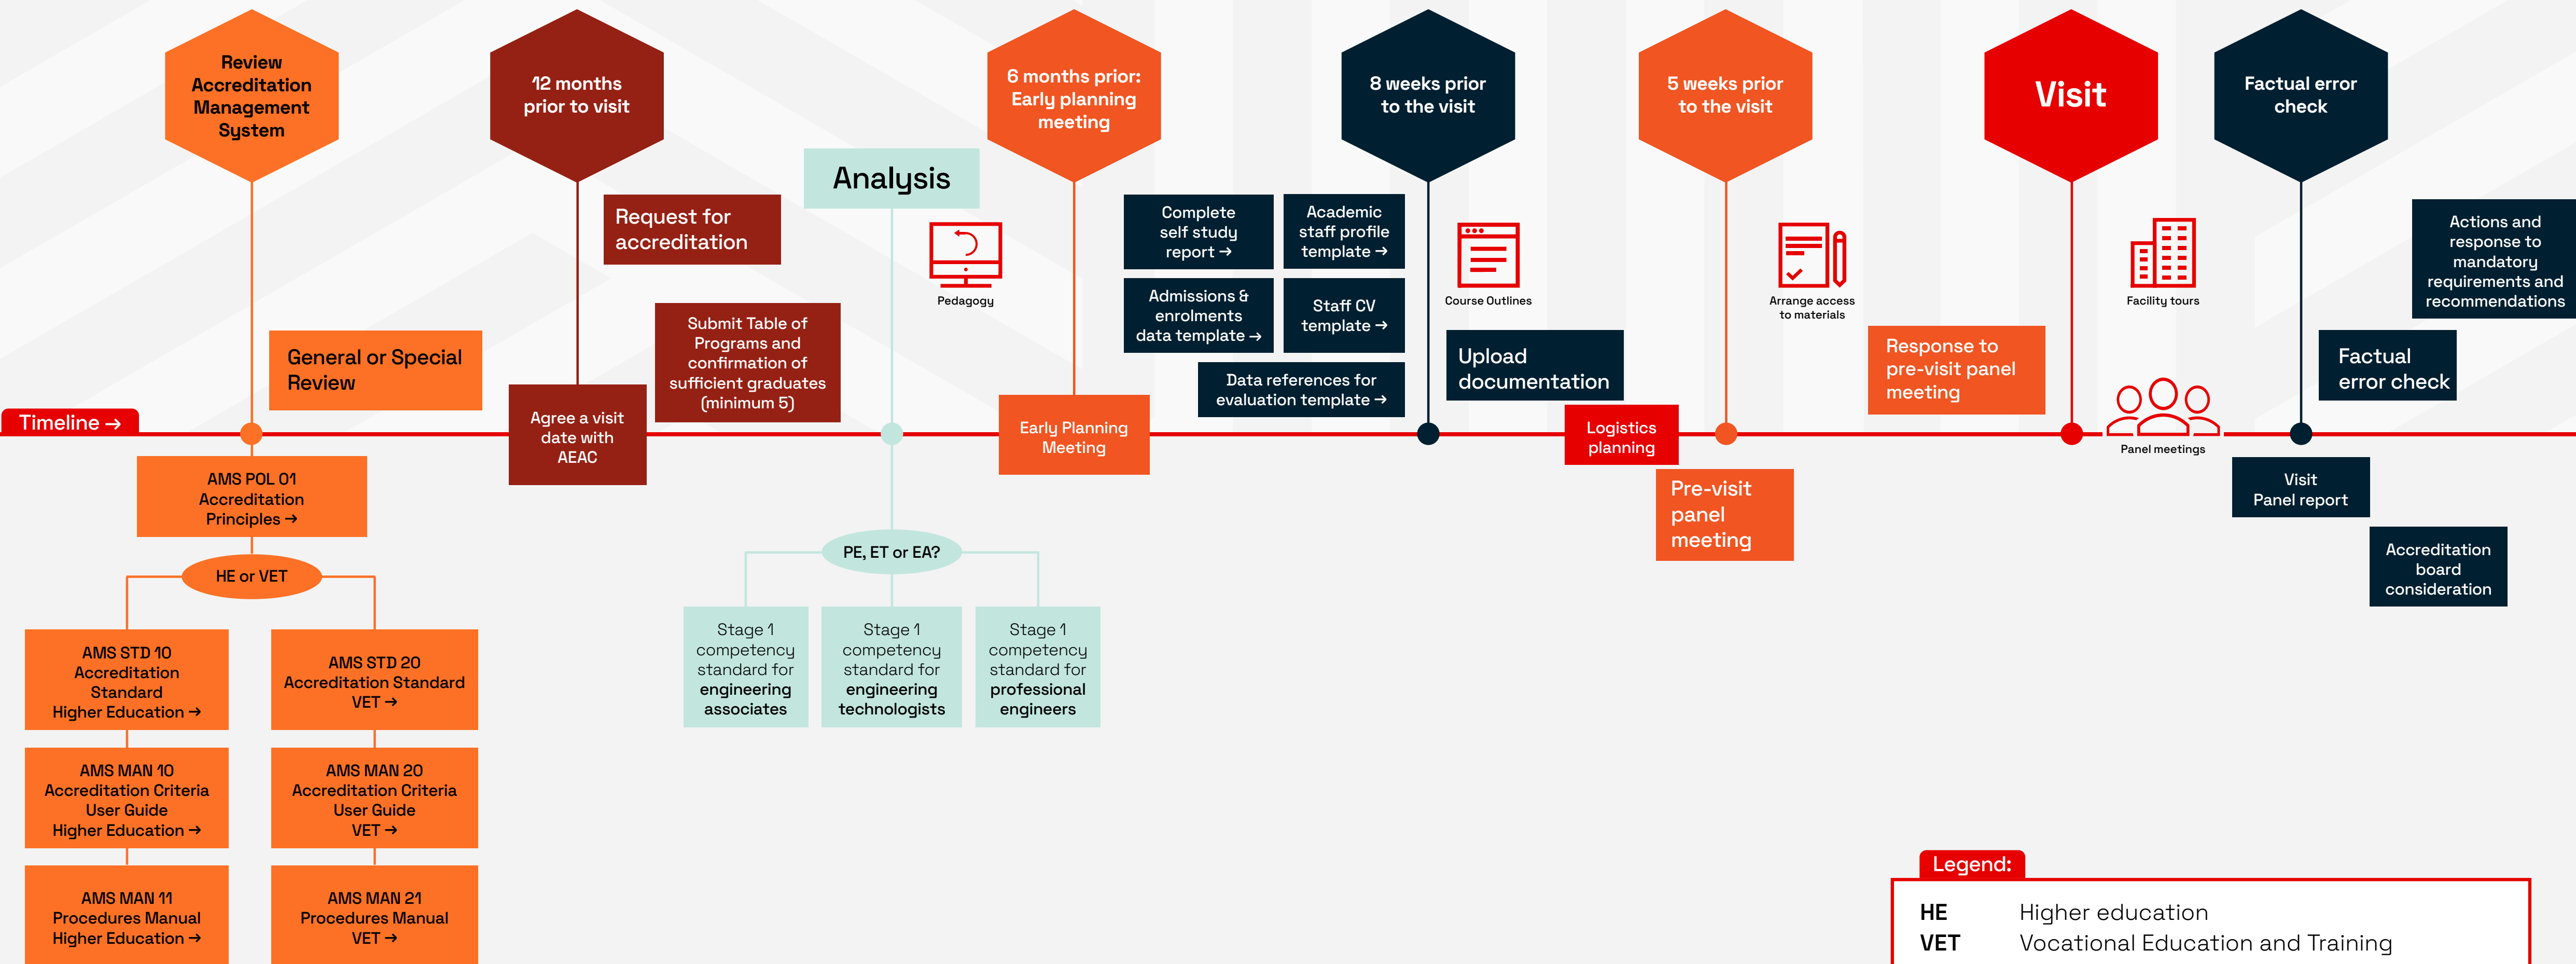 Review
Accreditation
Management
System
12 months
prior to visit
6 months prior:
Early planning
meeting
8 weeks prior
to the visit
5 weeks prior
to the visit
Visit
Factual error
check
Timeline →
General or Special
Review
AMS POL 01
Accreditation
Principles →
HE or VET
AMS STD 10
Accreditation
Standard
Higher Education →
AMS MAN 10
Accreditation Criteria
User Guide
Higher Education →
AMS MAN 11
Procedures Manual
Higher Education →
AMS STD 20
Accreditation Standard
VET →
AMS MAN 20
Accreditation Criteria
User Guide
VET →
AMS MAN 21
Procedures Manual
VET →
Request for
accreditation
Submit Table of
Programs and
confirmation of
sufficient graduates
(minimum 5)
Agree a visit
date with
AEAC
Analysis
Pedagogy
PE, ET or EA?
Stage 1
competency
standard for
engineering
associates
Stage 1
competency
standard for
engineering
technologists
Stage 1
competency
standard for
professional
engineers
Early Planning
Meeting
Complete
self study
report →
Academic
staff profile
template →
Admissions &
enrolments
data template →
Staff CV
template →
Data references for
evaluation template →
Course Outlines
Upload
documentation
Logistics
planning
Arrange access
to materials
Pre-visit
panel
meeting
Response to
pre-visit panel
meeting
Facility tours
Panel meetings
Actions and
response to
mandatory
requirements and
recommendations
Factual
error check
Visit
Panel report
Accreditation
board
consideration
Legend:
HE Higher education
VET Vocational Education and Training